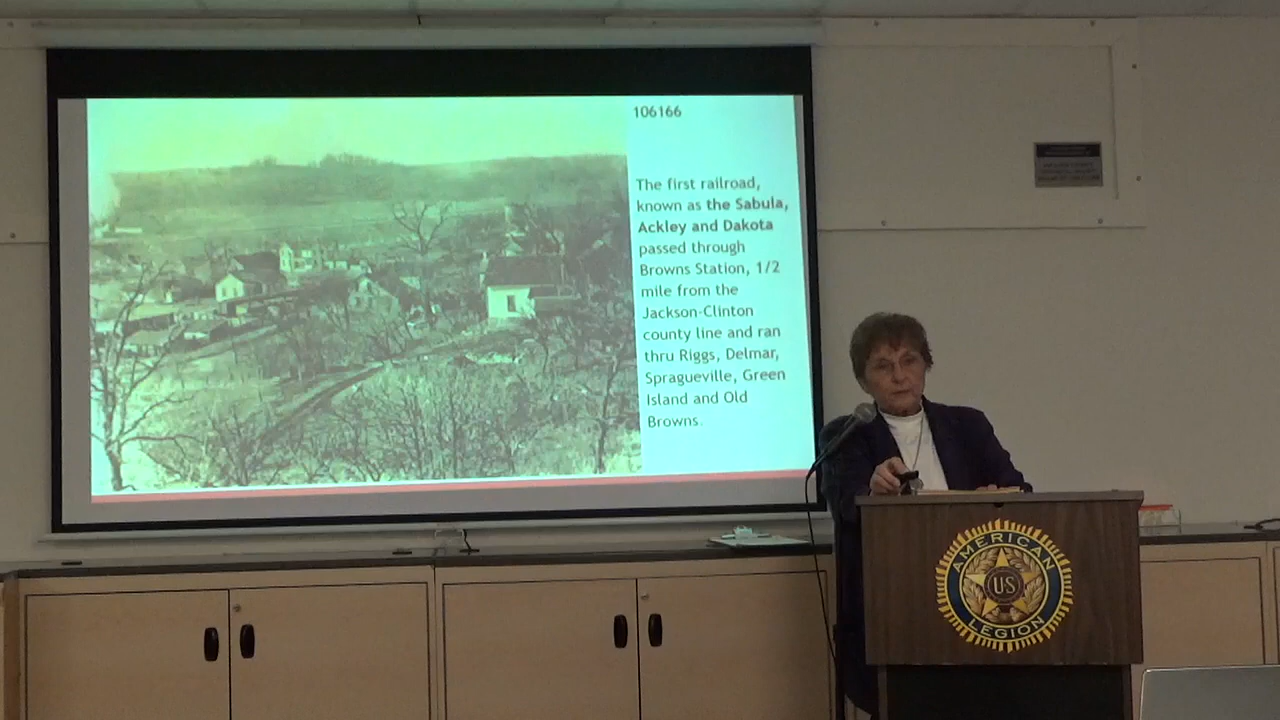 106166
The first railroad,
known as the Sabula,
Ackley and Dakota
passed through
Browns Station, 1/2
mile from the
Jackson-Clinton
county line and ran
thru Riggs, Delmar,
Spragueville, Green
Island and Old
Browns.
AMERICAN
US
LEGION